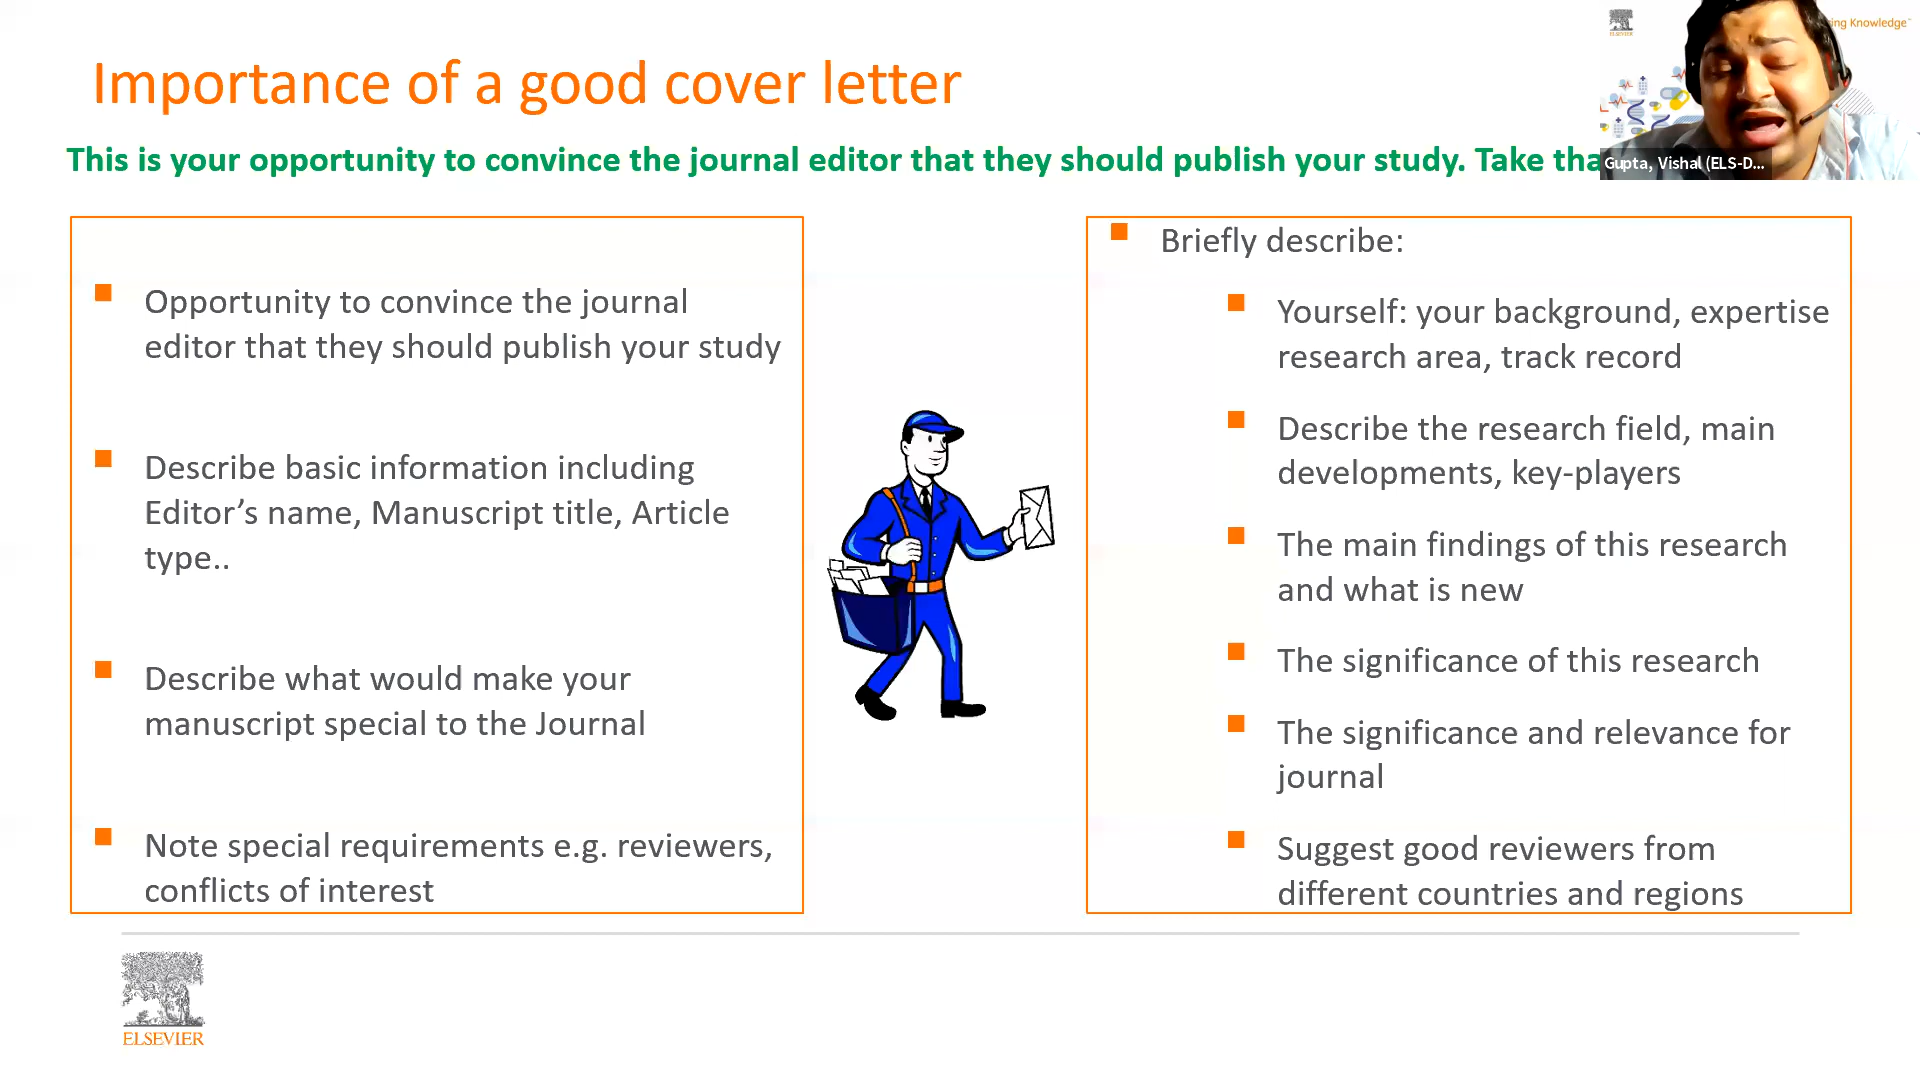 Importance of a good cover letter
This is your opportunity to convince the journal editor that they should publish your study. Take
Opportunity to convince the journal
editor that they should publish your study
Describe basic information including
Editor’s name, Manuscript title, Article
type..
Describe what would make your
manuscript special to the Journal
Note special requirements e.g. reviewers,
conflicts of interest
Briefly describe:
Yourself: your background, expertise
research area, track record
Describe the research field, main
developments, key-players
The main findings of this research
and what is new
The significance of this research
The significance and relevance for
journal
Suggest good reviewers from
different countries and regions
ELSEVIER
ELSEVIER
Knowledge™
Gupta, Vishal (ELS-D...